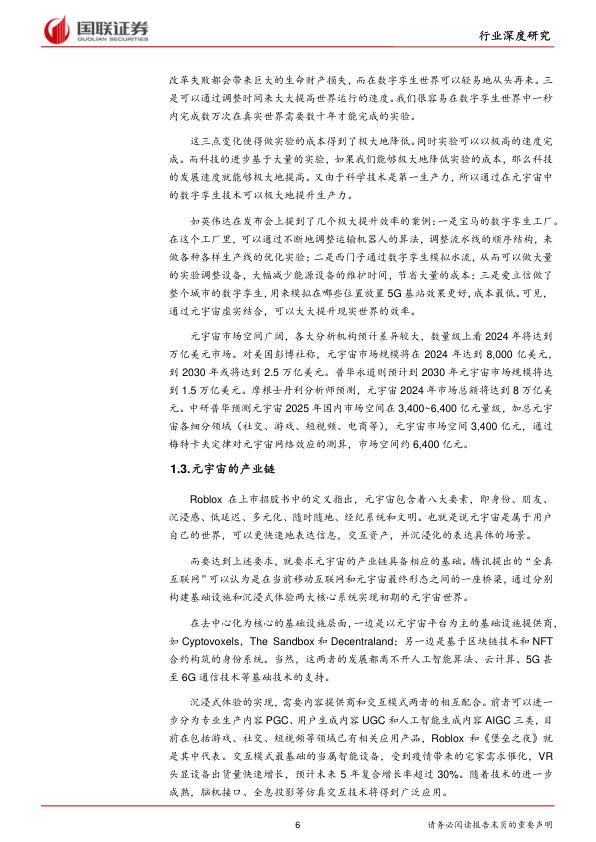 国联证券
GUOLIAN SECURITIES
行业深度研究
改革失败都会带来巨大的生命财产损失，而在数字孪生世界可以轻易地从头再来。三
是可以通过调整时间来大大提高世界运行的速度。我们很容易在数字孪生世界中一秒
内完成数万次在真实世界需要数十年才能完成的实验。
这三点变化使得做实验的成本得到了极大地降低。同时实验可以以极高的速度完
成。而科技的进步基于大量的实验，如果我们能够极大地降低实验的成本，那么科技
的发展速度就能够极大地提高。又由于科学技术是第一生产力，所以通过在元宇宙中
的数字孪生技术可以极大地提升生产力。
如英伟达在发布会上提到了几个极大提升效率的案例：一是宝马的数字孪生工厂。
在这个工厂里，可以通过不断地调整运输机器人的算法，调整流水线的顺序结构，来
做各种各样生产线的优化实验；二是西门子通过数字孪生模拟水流，从而可以做大量
的实验调整设备，大幅减少能源设备的维护时间，节省大量的成本；三是爱立信做了
整个城市的数字孪生，用来模拟在哪些位置放置 5G 基站效果更好，成本最低。可见，
通过元宇宙虚实结合，可以大大提升现实世界的效率。
元宇宙市场空间广阔，各大分析机构预计差异较大，数量级上看 2024 年将达到
万亿美元市场。对美国彭博社称，元宇宙市场规模将在 2024 年达到 8,000 亿美元，
到 2030 年或将达到 2.5 万亿美元。普华永道则预计到 2030 年元宇宙市场规模将达
到 1.5 万亿美元。摩根士丹利分析师预测，元宇宙 2024 年市场总额将达到 8 万亿美
元。中研普华预测元宇宙 2025 年国内市场空间在 3,400~6,400 亿元量级，加总元宇
宙各细分领域（社交、游戏、短视频、电商等），元宇宙市场空间 3,400 亿元，通过
梅特卡夫定律对元宇宙网络效应的测算，市场空间约 6,400 亿元。
1.3.元宇宙的产业链
Roblox 在上市招股书中的定义指出，元宇宙包含着八大要素，即身份、朋友、
沉浸感、低延迟、多元化、随时随地、经纪系统和文明。也就是说元宇宙是属于用户
自己的世界，可以更快速地表达信息，交互资产，并沉浸化的表达具体的场景。
而要达到上述要求，就要求元宇宙的产业链具备相应的基础。腾讯提出的“全真
互联网”可以认为是在当前移动互联网和元宇宙最终形态之间的一座桥梁，通过分别
构建基础设施和沉浸式体验两大核心系统实现初期的元宇宙世界。
在去中心化为核心的基础设施层面，一边是以元宇宙平台为主的基础设施提供商，
如 Cyptovoxels，The Sandbox 和 Decentraland；另一边是基于区块链技术和 NFT
合约构筑的身份系统。当然，这两者的发展都离不开人工智能算法、云计算、5G 甚
至 6G 通信技术等基础技术的支持。
沉浸式体验的实现，需要内容提供商和交互模式两者的相互配合。前者可以进一
步分为专业生产内容 PGC、用户生成内容 UGC 和人工智能生成内容 AIGC 三类，目
前在包括游戏、社交、短视频等领域已有相关应用产品，Roblox 和《堡垒之夜》就
是其中代表。交互模式最基础的当属智能设备，受到疫情带来的宅家需求催化，VR
头显设备出货量快速增长，预计未来 5 年复合增长率超过 30%。随着技术的进一步
成熟，脑机接口、全息投影等仿真交互技术将得到广泛应用。
6
请务必阅读报告末页的重要声明